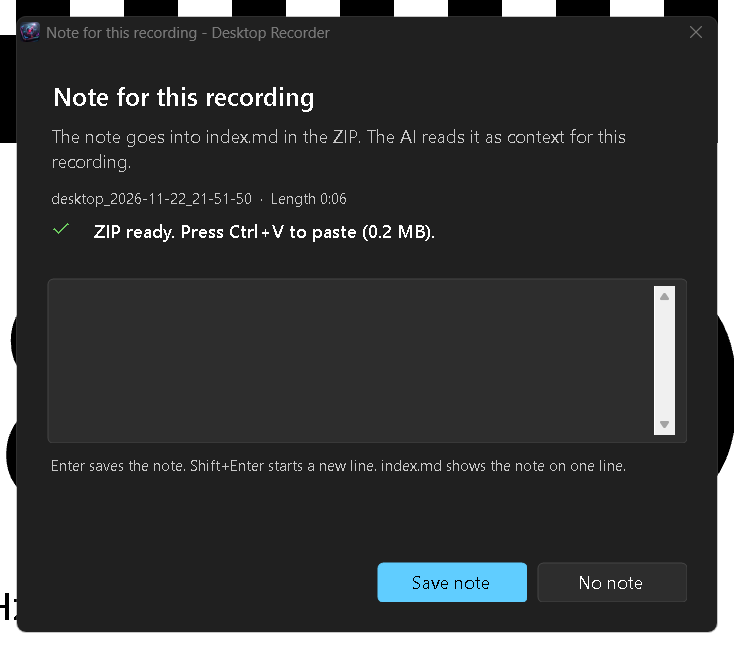 Note for this recording - Desktop Recorder
Note for this recording
The note goes into index.md in the ZIP. The AI reads it as context for this
recording.
desktop_2026-11-22_21-51-50 · Length 0:06
ZIP ready. Press Ctrl+V to paste (0.2 MB).
Enter saves the note. Shift+Enter starts a new line. index.md shows the note on one line.
Save note
No note